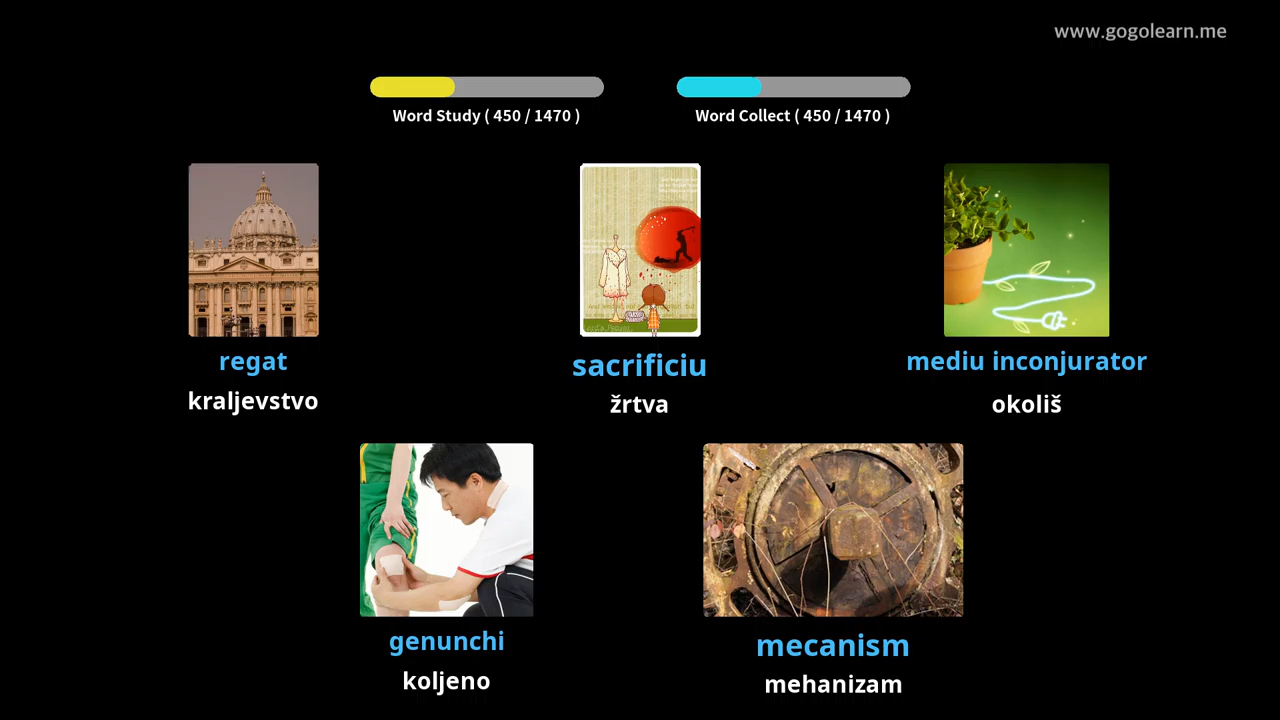 www.gogolearn.me
Word Study ( 450 / 1470 )
Word Collect ( 450 / 1470 )
regat
kraljevstvo
sacrificiu
žrtva
mediu inconjurator
okoliš
genunchi
koljeno
mecanism
mehanizam